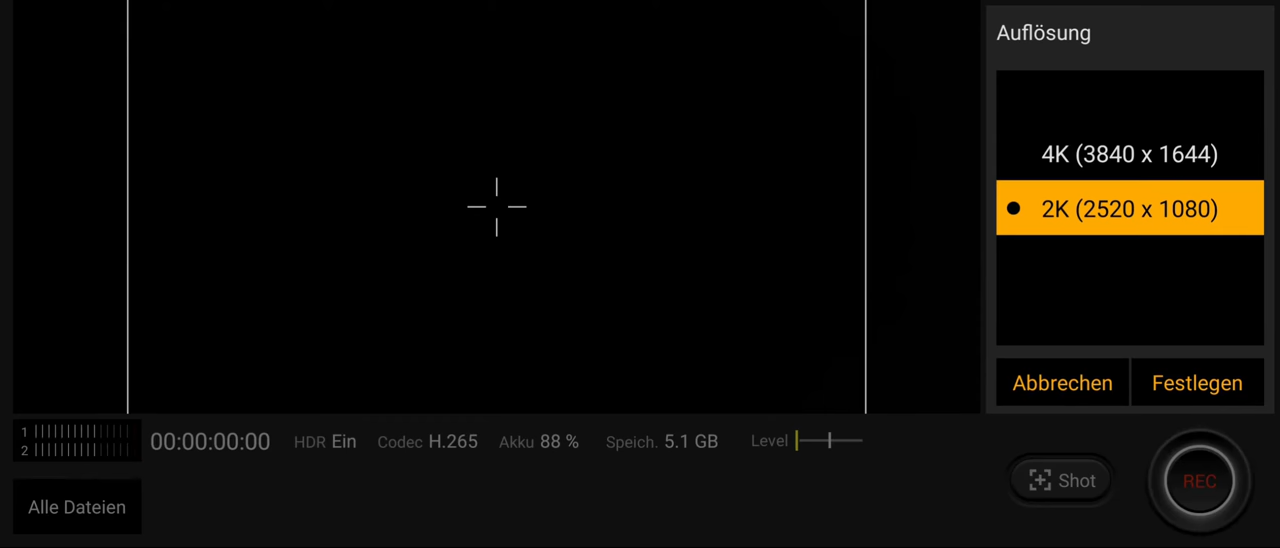 Auflösung
4K (3840 x 1644)
2K (2520 x 1080)
Abbrechen Festlegen
1
2
00:00:00:00 HDR Ein Codec H.265 Akku 88 % Speich. 5.1 GB Level
Shot REC
Alle Dateien